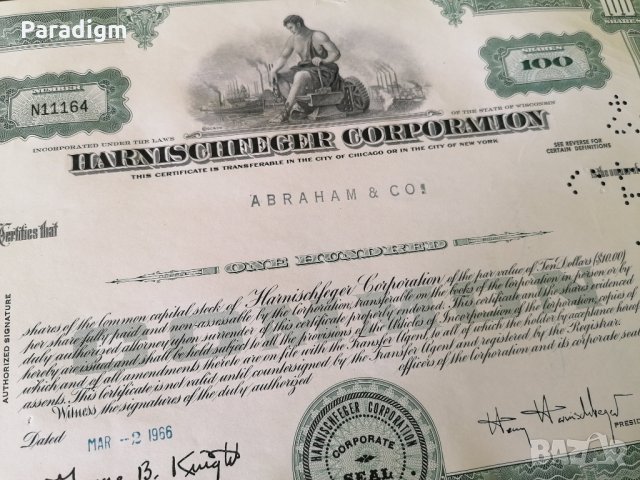 Paradigm
100
SHARES
NUMBER
N11164
SHARES
100
INCORPORATED UNDER THE LAWS
OF THE STATE OF WISCONSIN
HARNISCHFEGER CORPORATION
THIS CERTIFICATE IS TRANSFERABLE IN THE CITY OF CHICAGO OR IN THE CITY OF NEW YORK
SEE REVERSE FOR
CERTAIN DEFINITIONS
ABRAHAM & CO.
Certifies that
ONE HUNDRED
shares of the common capital stock of Harnischfeger Corporation of the par value of Ten Dollars ($10.00)
per share fully paid and non-assessable by the Corporation, transferable on the books of the Corporation in person or by
duly authorized attorney upon surrender of this certificate properly endorsed. This certificate and the shares evidenced
hereby are issued and shall be held subject to all the provisions of the Articles of Incorporation, copies of
which and of all amendments thereto are on file with the Transfer Agent to all of which the holder by acceptance hereof
assents. This certificate is not valid until countersigned by the Transfer Agent and registered by the Registrar.
Witness the signatures of the duly authorized officers of the Corporation and its corporate seal
AUTHORIZED SIGNATURE
Dated MAR -2 1966
B. Knight
HARNISCHFEGER CORPORATION
CORPORATE
SEAL
Henry Harnischfeger
PRESID
BAZAR